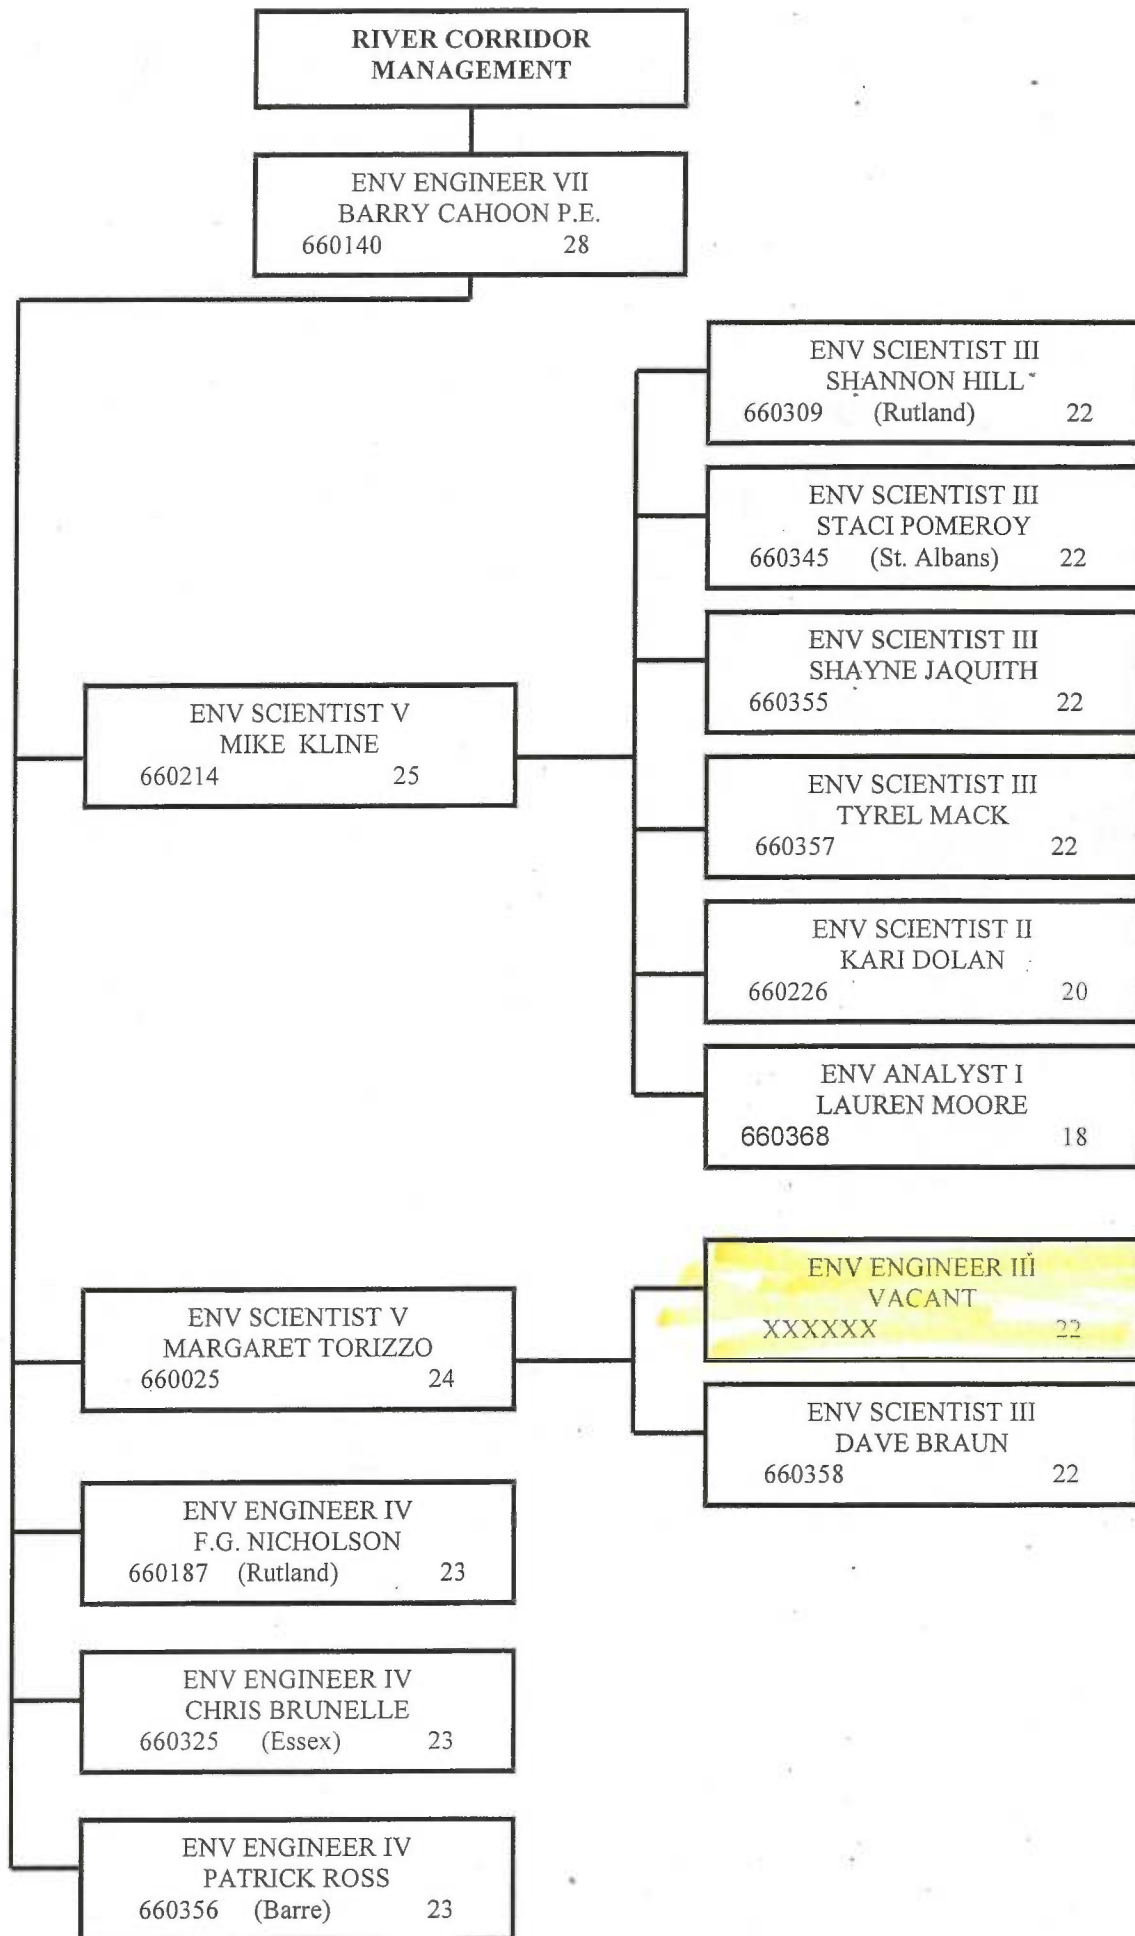 RIVER CORRIDOR
MANAGEMENT
ENV ENGINEER VII
BARRY CAHOON P.E.
660140 28
ENV SCIENTIST III
SHANNON HILL
660309 (Rutland) 22
ENV SCIENTIST III
STACI POMEROY
660345 (St. Albans) 22
ENV SCIENTIST III
SHAYNE JAQUITH
660355 22
ENV SCIENTIST V
MIKE KLINE
660214 25
ENV SCIENTIST III
TYREL MACK
660357 22
ENV SCIENTIST II
KARI DOLAN
660226 20
ENV ANALYST I
LAUREN MOORE
660368 18
ENV ENGINEER III
VACANT
XXXXXX 22
ENV SCIENTIST V
MARGARET TORIZZO
660025 24
ENV SCIENTIST III
DAVE BRAUN
660358 22
ENV ENGINEER IV
F.G. NICHOLSON
660187 (Rutland) 23
ENV ENGINEER IV
CHRIS BRUNELLE
660325 (Essex) 23
ENV ENGINEER IV
PATRICK ROSS
660356 (Barre) 23